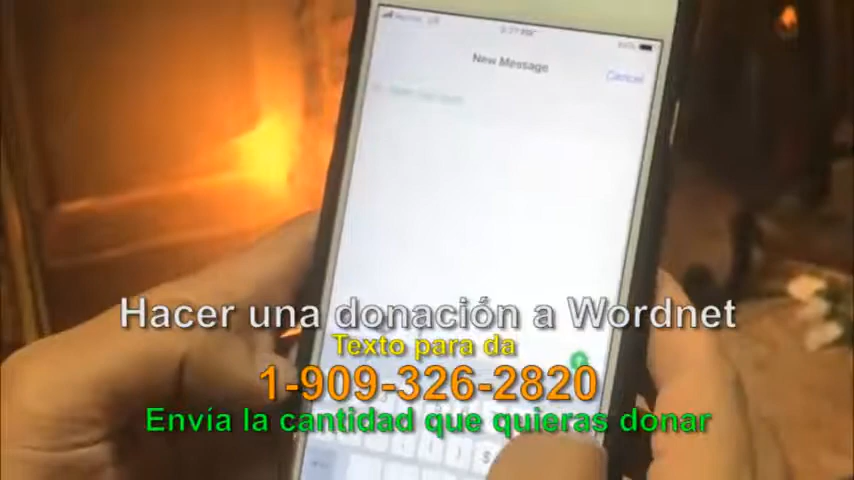 New Message
Cancel
Hacer una donación a Wordnet
Texto para da
1-909-326-2820
Envía la cantidad que quieras donar